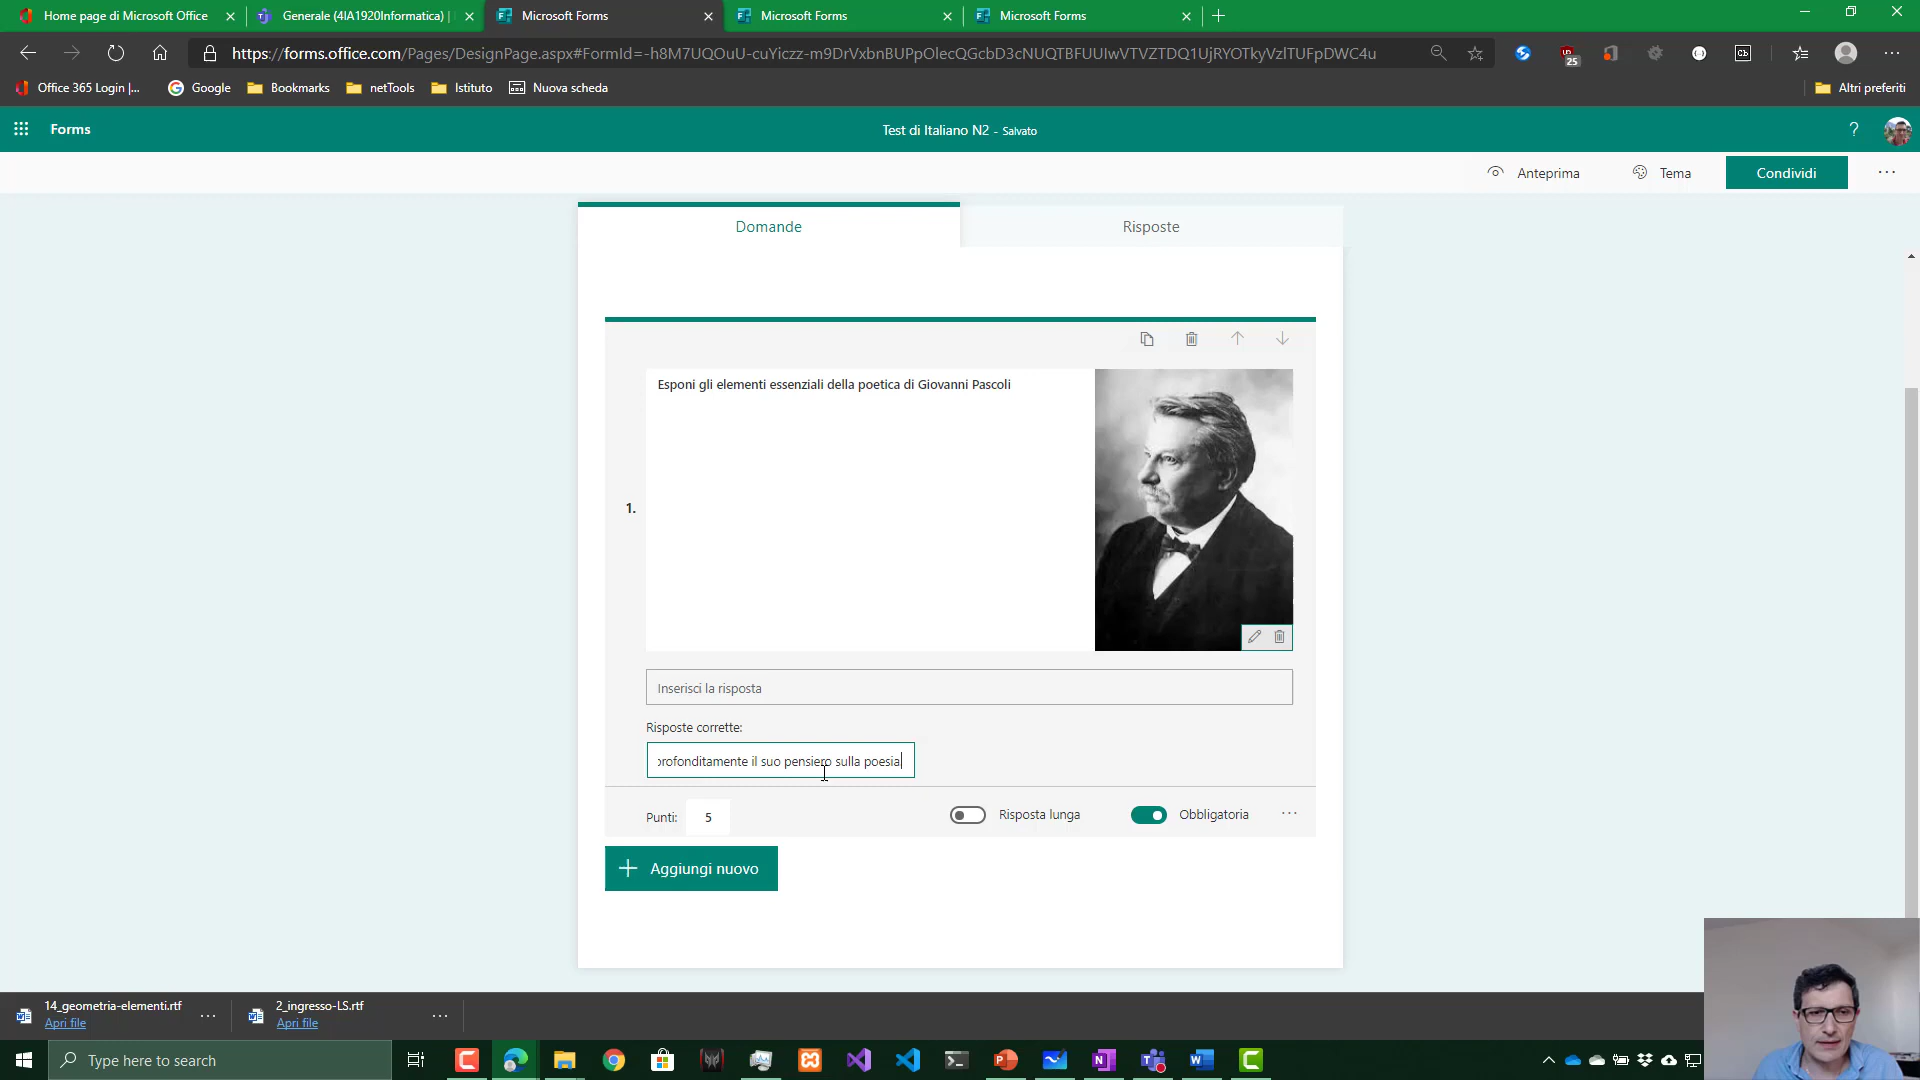 Home page di Microsoft Office
Generale (4IA1920Informatica) |
Microsoft Forms
Microsoft Forms
Microsoft Forms
https://forms.office.com/Pages/DesignPage.aspx#FormId=-h8M7UQOuU-cuYiczz-m9DrVxbnBUPpOlecQGcbD3cNUQTBFUUIwVTVZTDQ1UjRYOTkyVzlTUFpDWC4u
25
Office 365 Login |...
Google
Bookmarks
netTools
Istituto
Nuova scheda
Altri preferiti
Forms
Test di Italiano N2 - Salvato
?
Anteprima
Tema
Condividi
...
Domande
Risposte
Esponi gli elementi essenziali della poetica di Giovanni Pascoli
1.
Inserisci la risposta
Risposte corrette:
profonditamente il suo pensiero sulla poesia
Punti: 5
Risposta lunga
Obbligatoria
...
Aggiungi nuovo
14_geometria-elementi.rtf
Apri file
2_ingresso-LS.rtf
Apri file
Type here to search